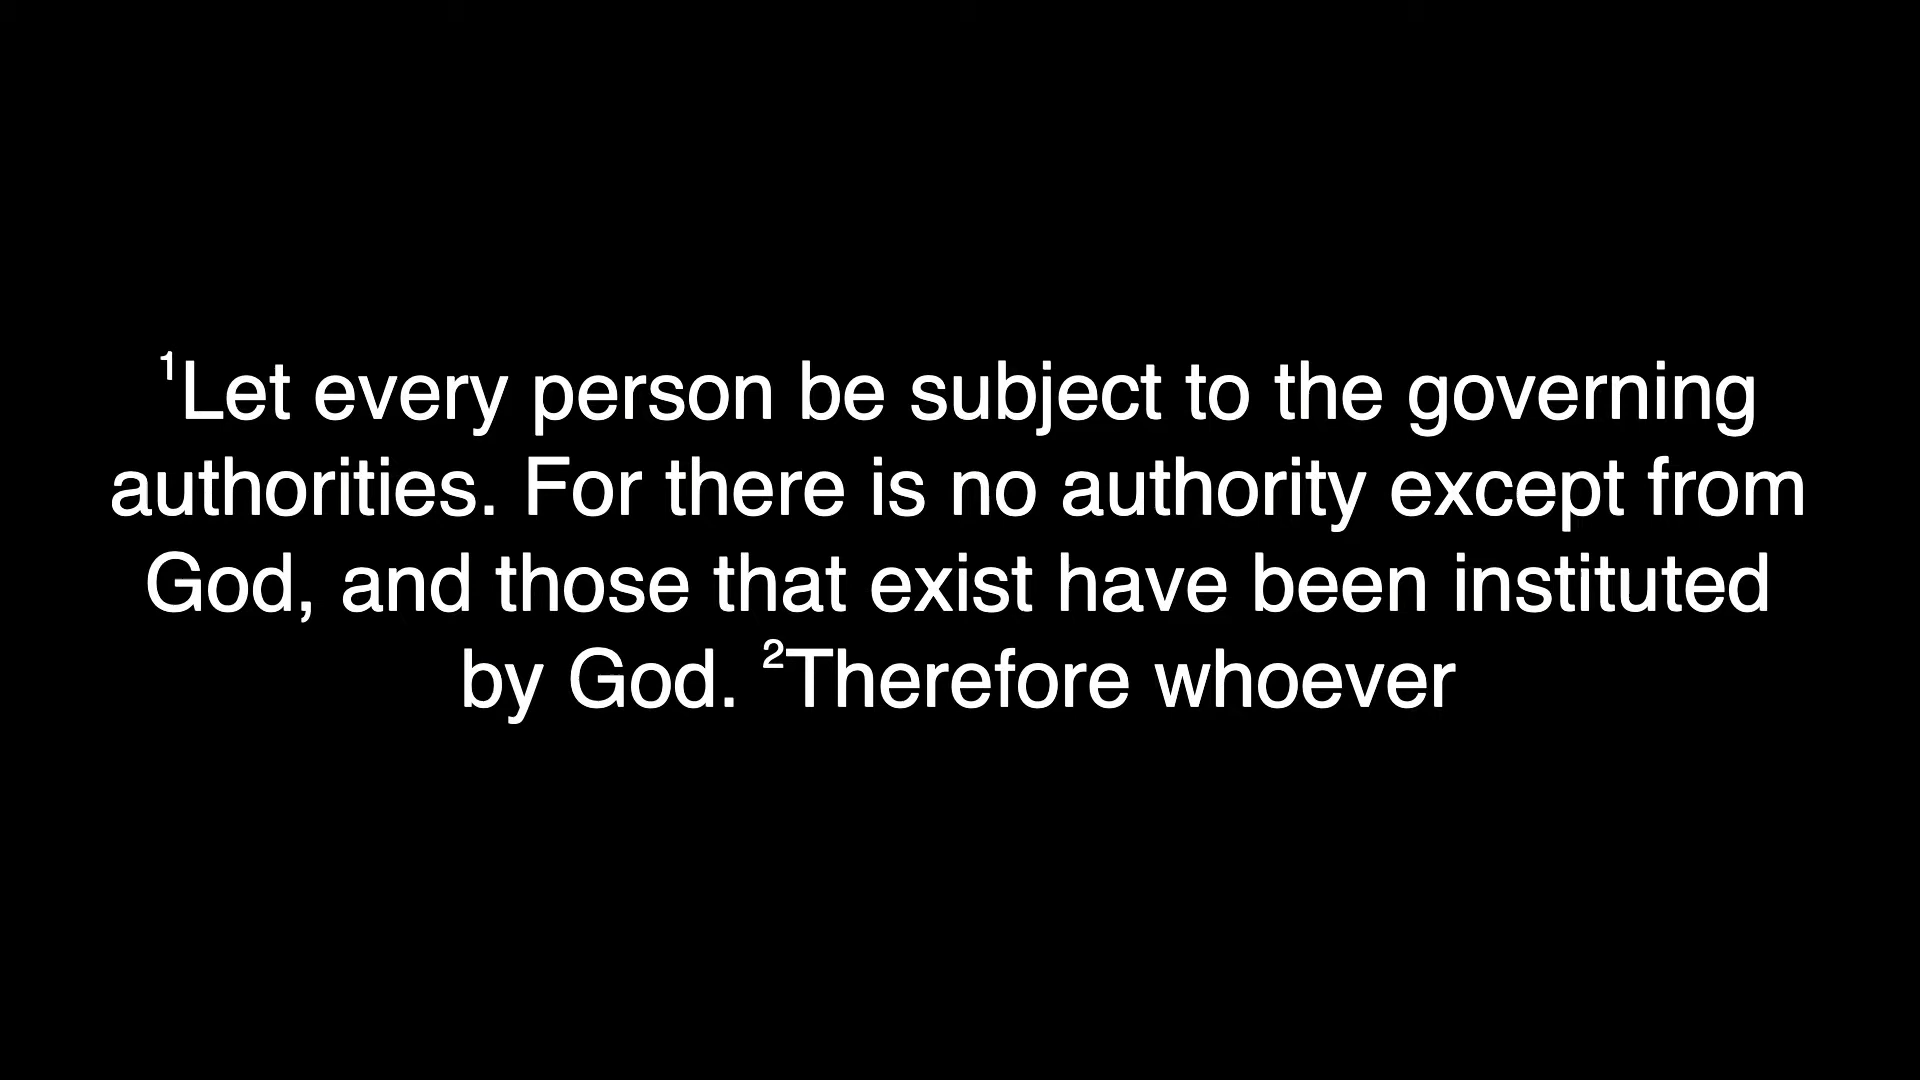 ¹Let every person be subject to the governing
authorities. For there is no authority except from
God, and those that exist have been instituted
by God. ²Therefore whoever